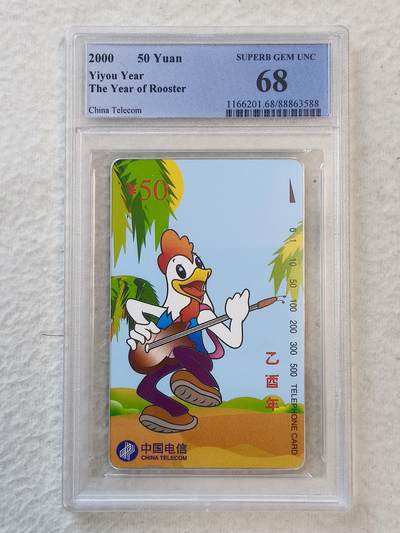 2000 50 Yuan
SUPERB GEM UNC
Yiyou Year
68
The Year of Rooster
China Telecom
1166201.68/88863588
¥50
0 1 10 50 100 200 300 500 TELEPHONE CARD
乙酉年
中国电信
CHINA TELECOM